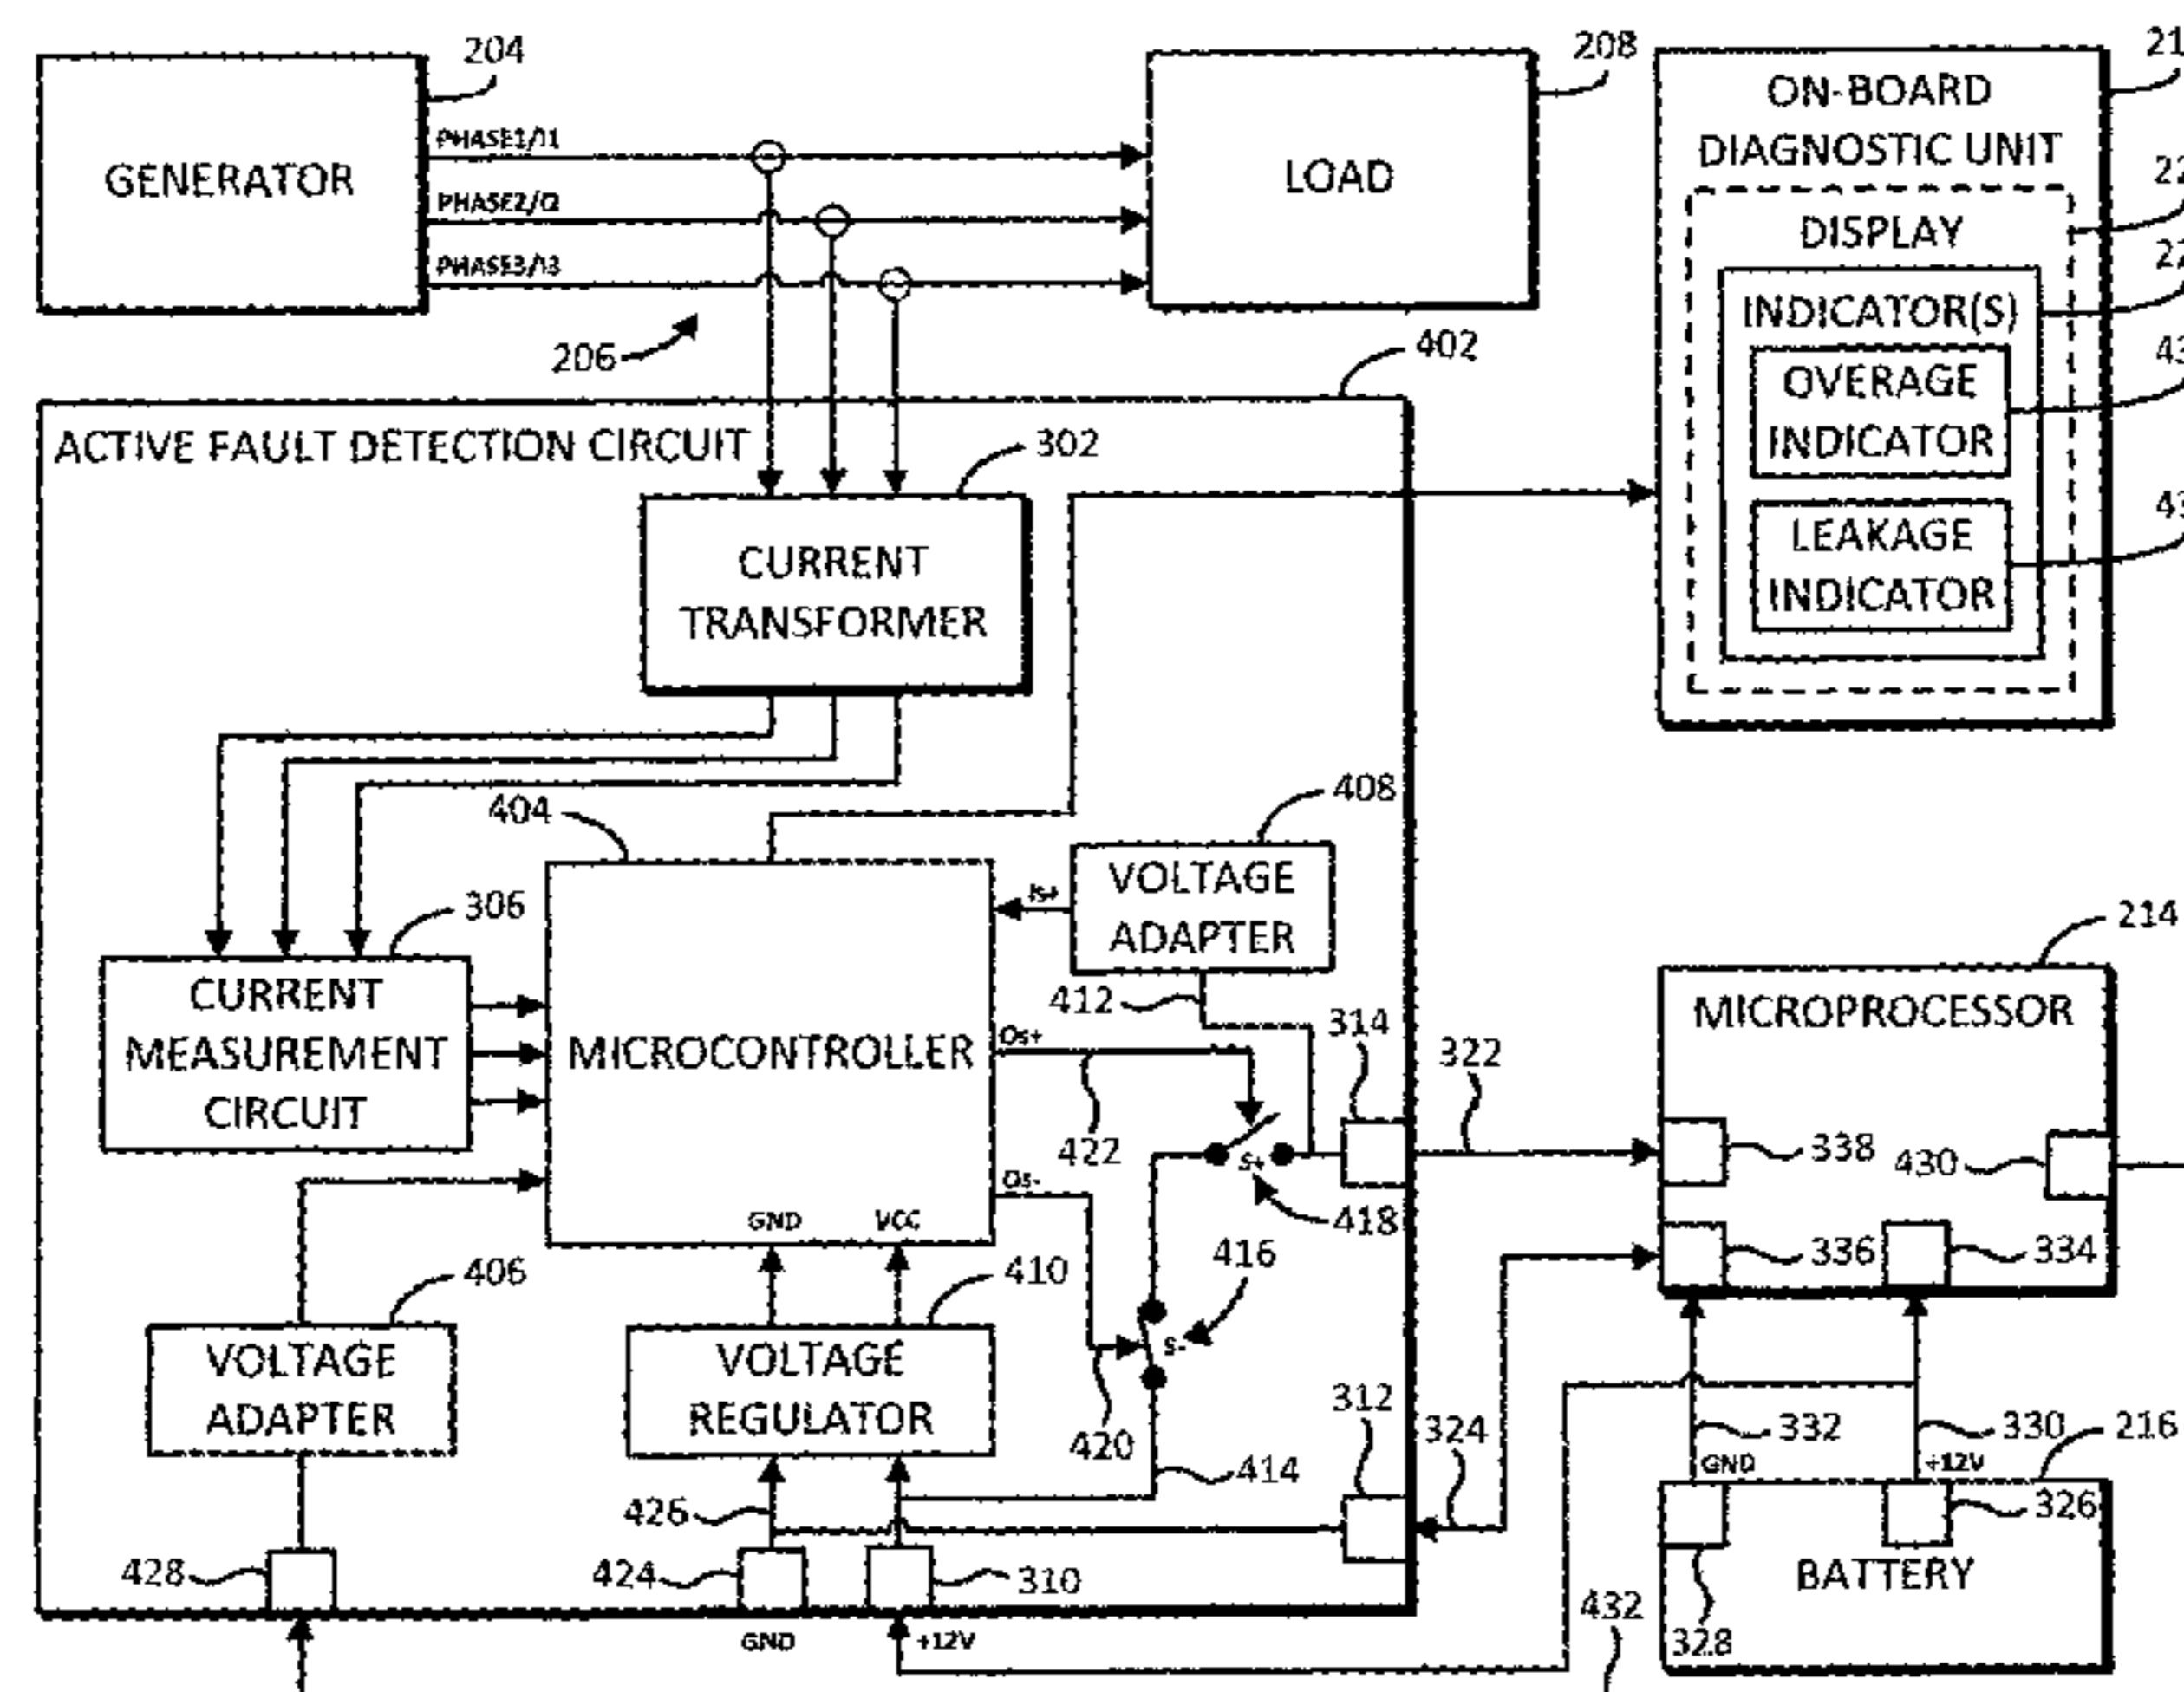 204
208
GENERATOR
PHASE1/I1
PHASE2/I2
PHASE3/I3
LOAD
206
ON-BOARD
DIAGNOSTIC UNIT
DISPLAY
INDICATOR(S)
OVERAGE
INDICATOR
LEAKAGE
INDICATOR
402
ACTIVE FAULT DETECTION CIRCUIT
302
CURRENT
TRANSFORMER
404
408
VOLTAGE
ADAPTER
306
CURRENT
MEASUREMENT
CIRCUIT
MICROCONTROLLER
Is+
412
Os+
422
314
322
S+
418
Os-
GND
VCC
416
S-
420
414
406
VOLTAGE
ADAPTER
410
VOLTAGE
REGULATOR
312
324
426
428
424
310
GND
+12V
214
MICROPROCESSOR
338
430
336
334
332
330
216
GND
+12V
326
BATTERY
328
432